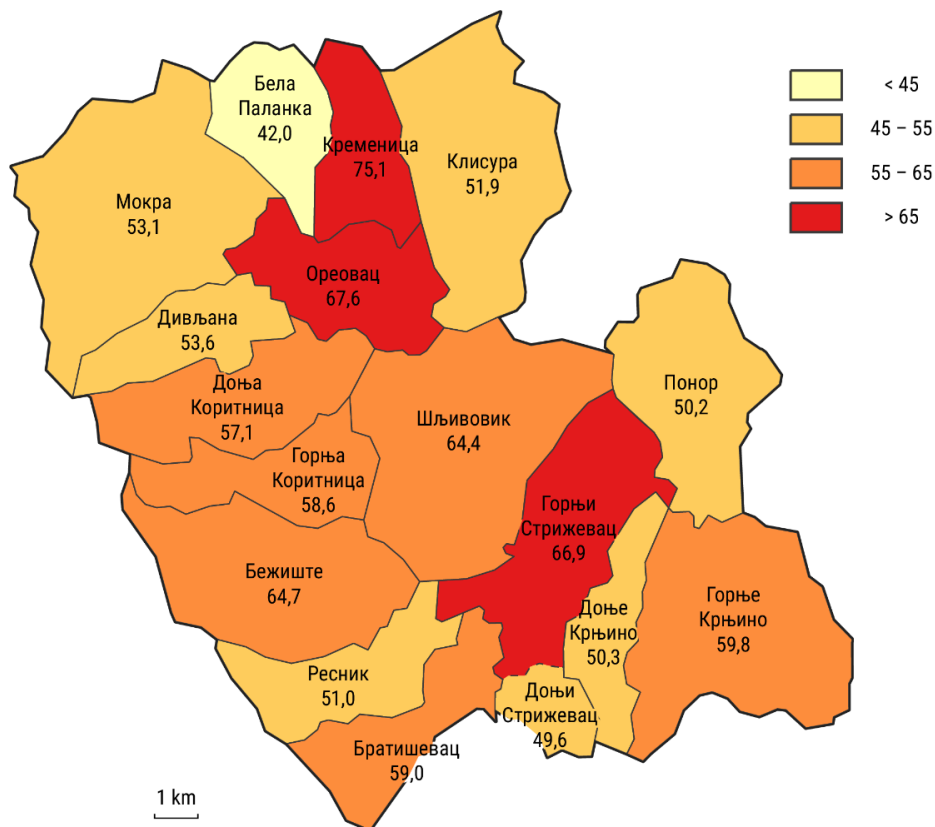 Бела
Паланка
42,0
Кременица
75,1
Клисура
51,9
< 45
45 – 55
55 – 65
> 65
Мокра
53,1
Ореовац
67,6
Дивљана
53,6
Доња
Коритница
57,1
Шљивовик
64,4
Понор
50,2
Горња
Коритница
58,6
Горњи
Стрижевац
66,9
Бежиште
64,7
Доње
Крњино
50,3
Горње
Крњино
59,8
Ресник
51,0
Доњи
Стрижевац
49,6
Братишевац
59,0
1 km